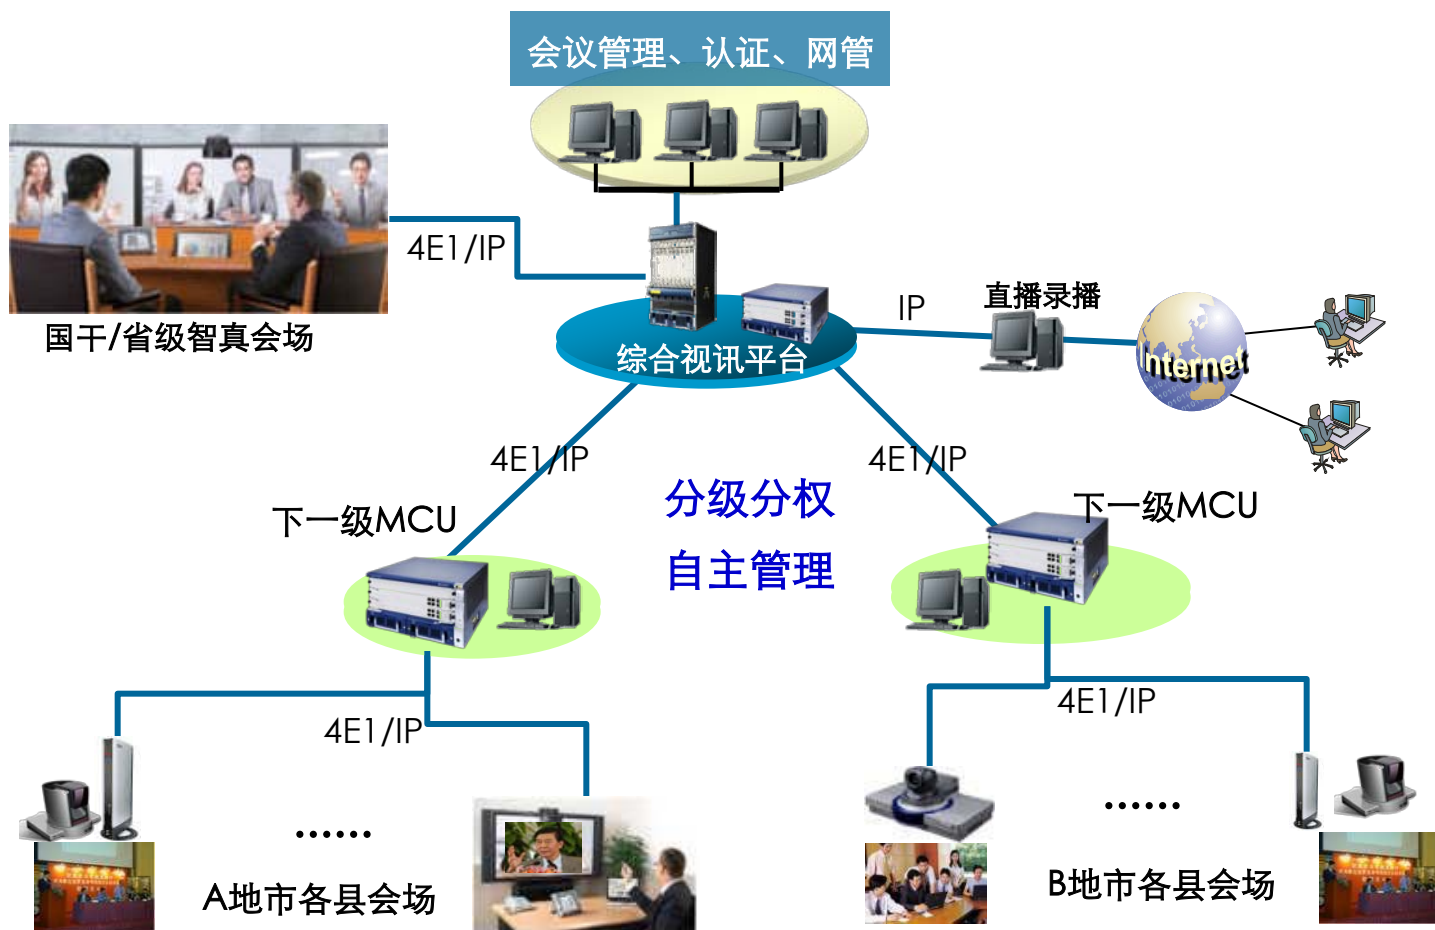 会议管理、认证、网管
4E1/IP
国干/省级智真会场
综合视讯平台
IP
直播录播
Internet
4E1/IP
4E1/IP
分级分权
自主管理
下一级MCU
下一级MCU
4E1/IP
4E1/IP
......
......
A地市各县会场
B地市各县会场